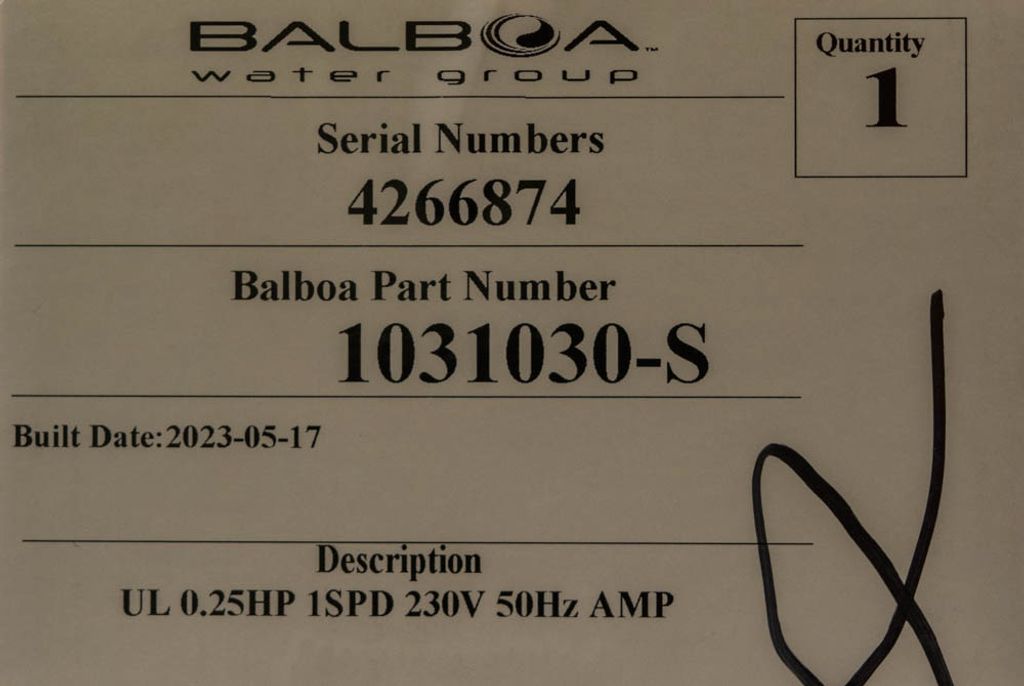 BALBOA™
water group
Quantity
1
Serial Numbers
4266874
Balboa Part Number
1031030-S
Built Date:2023-05-17
Description
UL 0.25HP 1SPD 230V 50Hz AMP